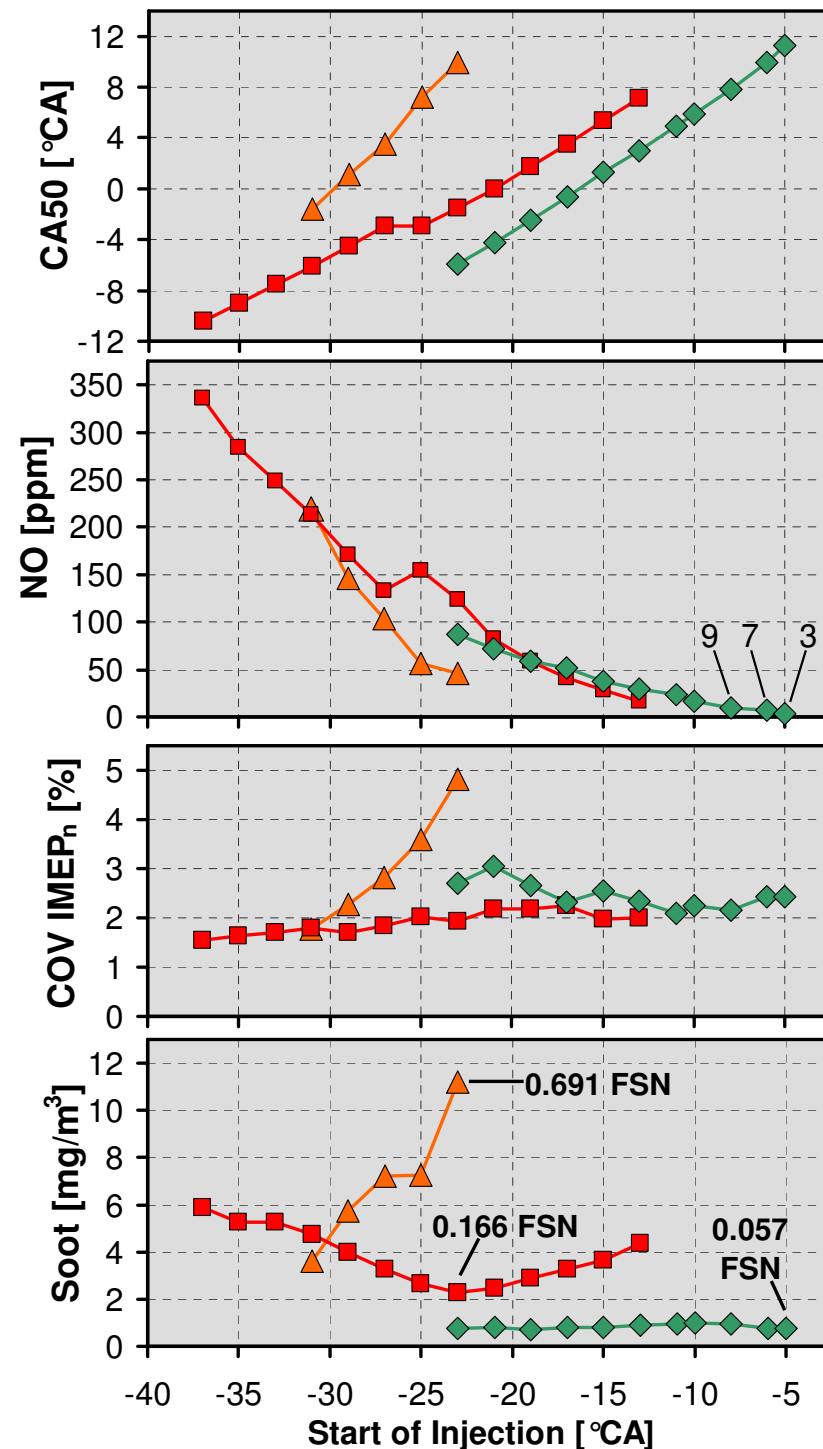 12
8
4
0
-4
-8
-12
CA50 [°CA]
350
300
250
200
150
100
50
0
NO [ppm]
9 7 3
5
4
3
2
1
0
COV IMEPn [%]
12
10
8
6
4
2
0
Soot [mg/m³]
0.691 FSN
0.166 FSN
0.057
FSN
-40 -35 -30 -25 -20 -15 -10 -5
Start of Injection [°CA]